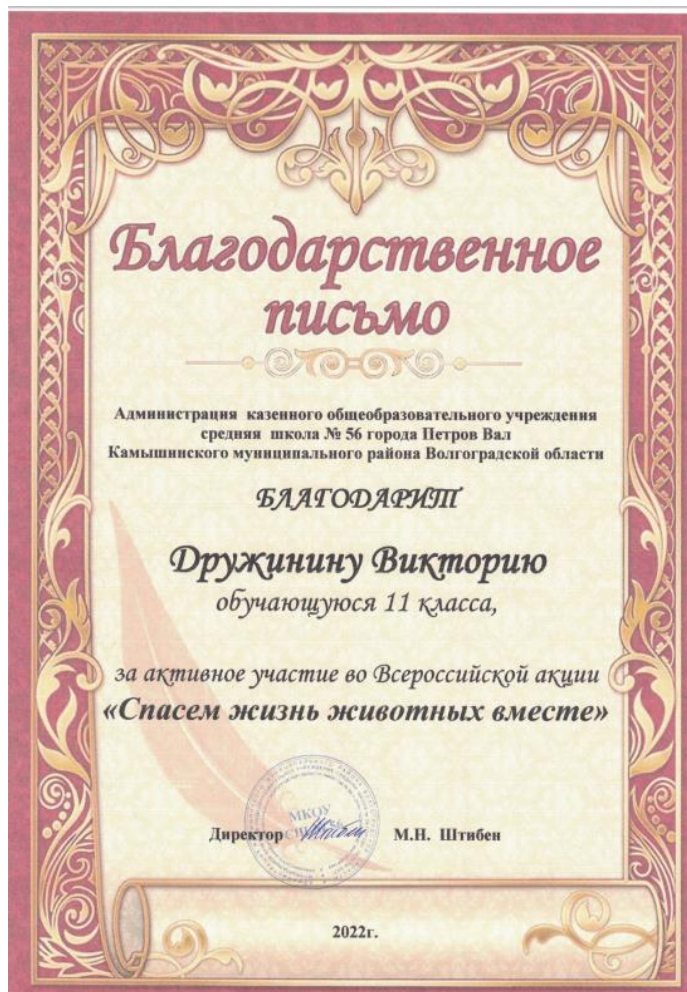 Благодарственное
письмо
Администрация казенного общеобразовательного учреждения
средняя школа № 56 города Петров Вал
Камышинского муниципального района Волгоградской области
БЛАГОДАРИТ
Дружинину Викторию
обучающуюся 11 класса,
за активное участие во Всероссийской акции
«Спасем жизнь животных вместе»
МКОУ
Директор М.Н. Штибен
2022г.